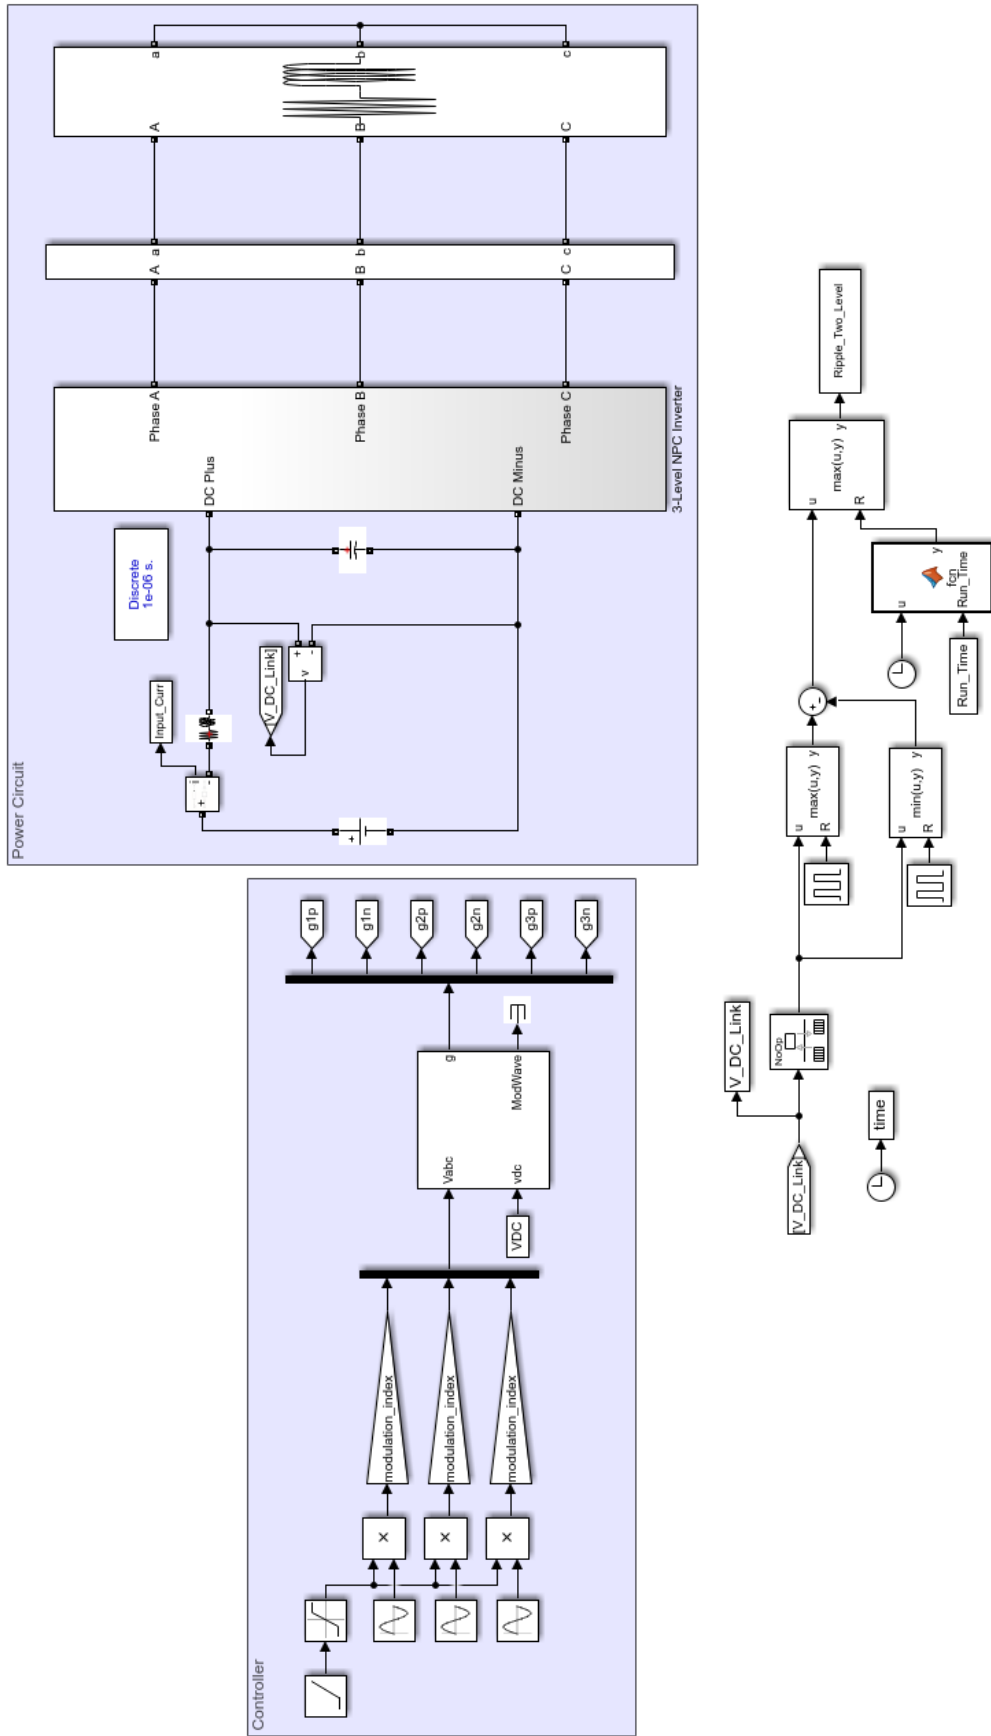 Controller
modulation_index
modulation_index
modulation_index
×
×
×
Vabc
vdc
g
ModWave
VDC
g1p
g1n
g2p
g2n
g3p
g3n
Power Circuit
Discrete
1e-06 s.
Input_Curr
+
-
i
[V_DC_Link]
+
-
v
+
DC Plus
DC Minus
Phase A
Phase B
Phase C
3-Level NPC Inverter
A
a
B
b
C
c
A
a
B
b
C
c
[V_DC_Link]
V_DC_Link
time
NoOp
u
R
max(u,y)
y
u
R
min(u,y)
y
+
-
Run_Time
u
Run_Time
fcn
y
u
R
max(u,y)
y
Ripple_Two_Level